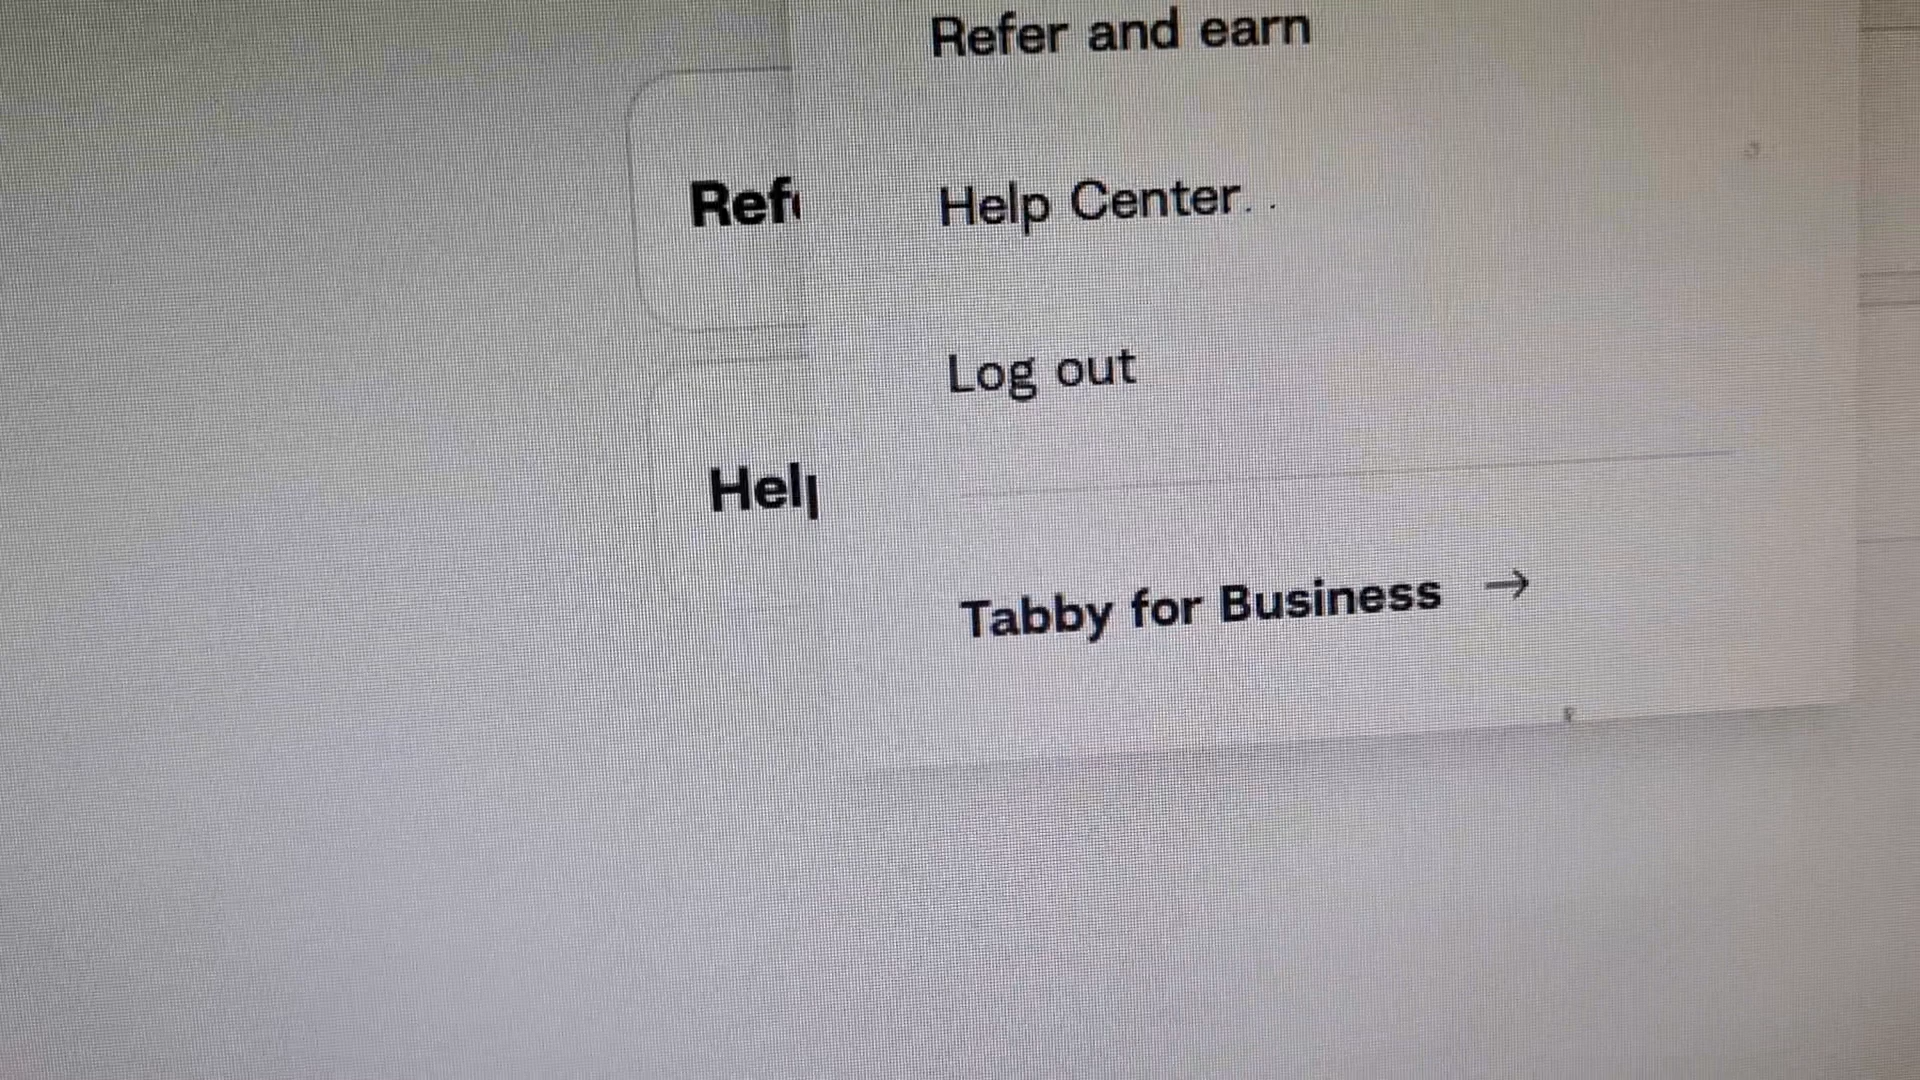 Refer and earn
Help Center
Log out
Tabby for Business →